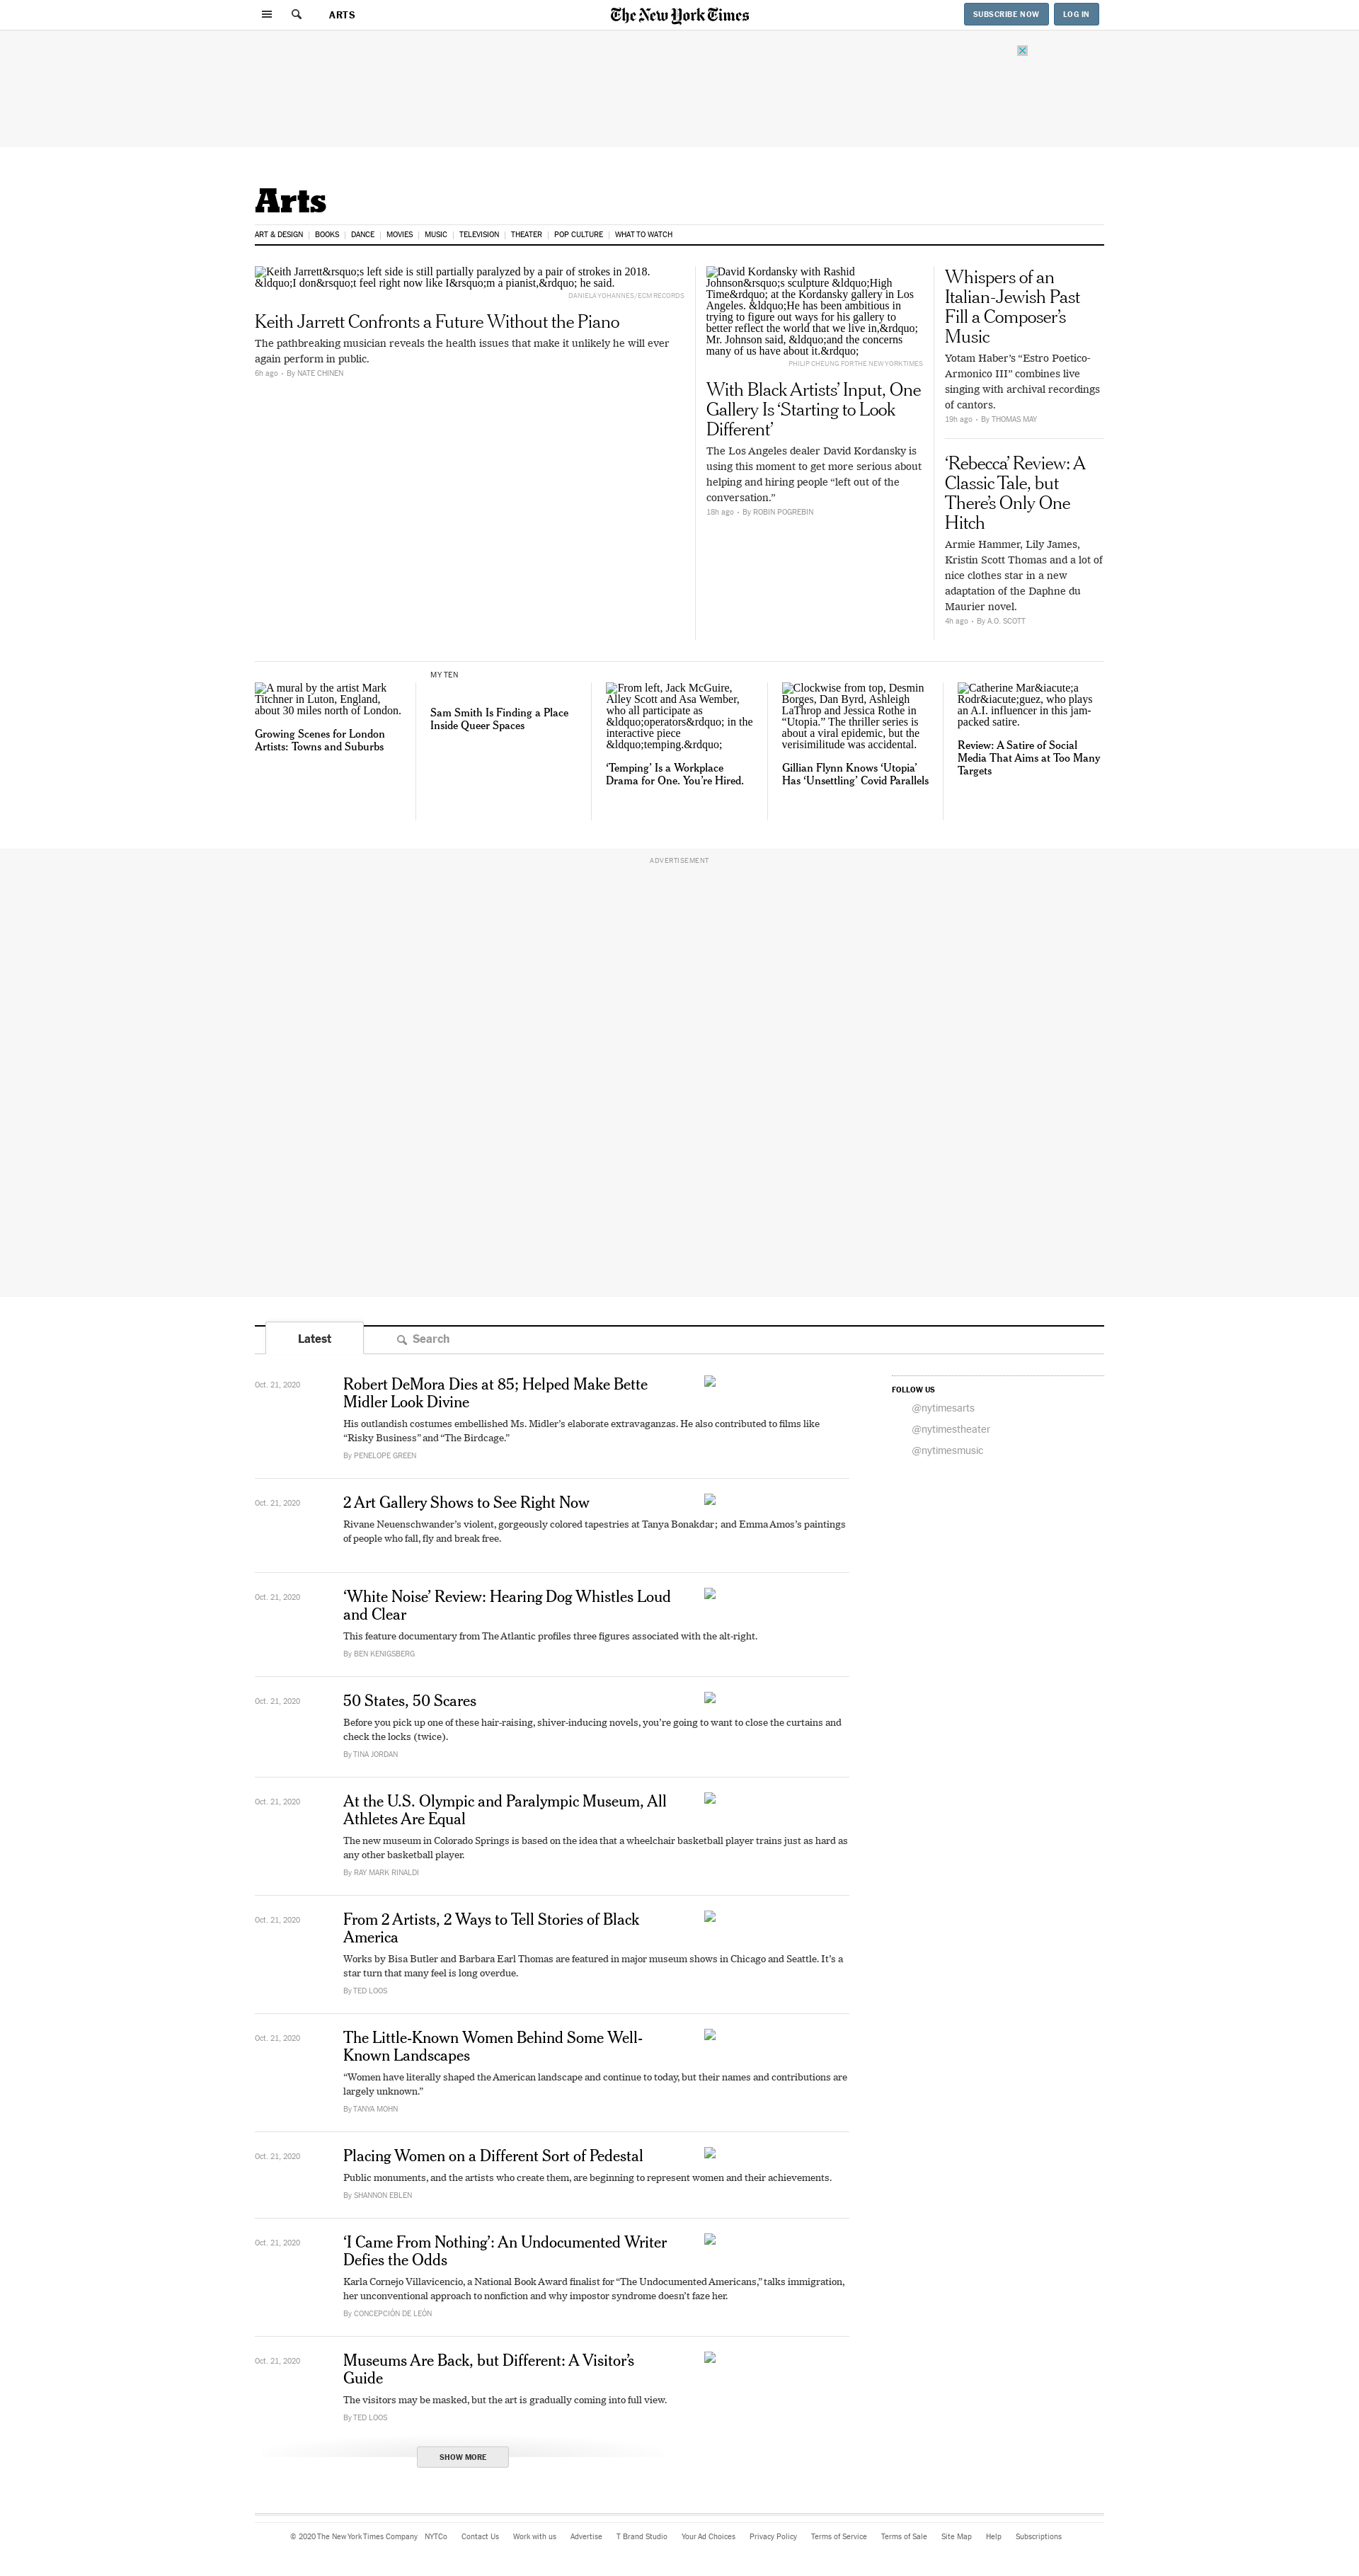 ARTS
The New York Times
SUBSCRIBE NOW
LOG IN
Arts
ART & DESIGN
BOOKS
DANCE
MOVIES
MUSIC
TELEVISION
THEATER
POP CULTURE
WHAT TO WATCH
Keith Jarrett&rsquo;s left side is still partially paralyzed by a pair of strokes in 2018.
&ldquo;I don&rsquo;t feel right now like I&rsquo;m a pianist,&rdquo; he said.
DANIELA YOHANNES/ECM RECORDS
Keith Jarrett Confronts a Future Without the Piano
The pathbreaking musician reveals the health issues that make it unlikely he will ever
again perform in public.
6h ago • By NATE CHINEN
David Kordansky with Rashid
Johnson&rsquo;s sculpture &ldquo;High
Time&rdquo; at the Kordansky gallery in Los
Angeles. &ldquo;He has been ambitious in
trying to figure out ways for his gallery to
better reflect the world that we live in,&rdquo;
Mr. Johnson said, &ldquo;and the concerns
many of us have about it.&rdquo;
PHILIP CHEUNG FOR THE NEW YORK TIMES
With Black Artists’ Input, One
Gallery Is ‘Starting to Look
Different’
The Los Angeles dealer David Kordansky is
using this moment to get more serious about
helping and hiring people “left out of the
conversation.”
18h ago • By ROBIN POGREBIN
Whispers of an
Italian-Jewish Past
Fill a Composer’s
Music
Yotam Haber’s “Estro Poetico-
Armonico III” combines live
singing with archival recordings
of cantors.
19h ago • By THOMAS MAY
‘Rebecca’ Review: A
Classic Tale, but
There’s Only One
Hitch
Armie Hammer, Lily James,
Kristin Scott Thomas and a lot of
nice clothes star in a new
adaptation of the Daphne du
Maurier novel.
4h ago • By A.O. SCOTT
A mural by the artist Mark
Titchner in Luton, England,
about 30 miles north of London.
Growing Scenes for London
Artists: Towns and Suburbs
MY TEN
Sam Smith Is Finding a Place
Inside Queer Spaces
From left, Jack McGuire,
Alley Scott and Asa Wember,
who all participate as
&ldquo;operators&rdquo; in the
interactive piece
&ldquo;temping.&rdquo;
‘Temping’ Is a Workplace
Drama for One. You’re Hired.
Clockwise from top, Desmin
Borges, Dan Byrd, Ashleigh
LaThrop and Jessica Rothe in
“Utopia.” The thriller series is
about a viral epidemic, but the
verisimilitude was accidental.
Gillian Flynn Knows ‘Utopia’
Has ‘Unsettling’ Covid Parallels
Catherine Mar&iacute;a
Rodr&iacute;guez, who plays
an A.I. influencer in this jam-
packed satire.
Review: A Satire of Social
Media That Aims at Too Many
Targets
ADVERTISEMENT
Latest
Search
Oct. 21, 2020
Robert DeMora Dies at 85; Helped Make Bette
Midler Look Divine
His outlandish costumes embellished Ms. Midler’s elaborate extravaganzas. He also contributed to films like
“Risky Business” and “The Birdcage.”
By PENELOPE GREEN
FOLLOW US
@nytimesarts
@nytimestheater
@nytimesmusic
Oct. 21, 2020
2 Art Gallery Shows to See Right Now
Rivane Neuenschwander’s violent, gorgeously colored tapestries at Tanya Bonakdar; and Emma Amos’s paintings
of people who fall, fly and break free.
Oct. 21, 2020
‘White Noise’ Review: Hearing Dog Whistles Loud
and Clear
This feature documentary from The Atlantic profiles three figures associated with the alt-right.
By BEN KENIGSBERG
Oct. 21, 2020
50 States, 50 Scares
Before you pick up one of these hair-raising, shiver-inducing novels, you’re going to want to close the curtains and
check the locks (twice).
By TINA JORDAN
Oct. 21, 2020
At the U.S. Olympic and Paralympic Museum, All
Athletes Are Equal
The new museum in Colorado Springs is based on the idea that a wheelchair basketball player trains just as hard as
any other basketball player.
By RAY MARK RINALDI
Oct. 21, 2020
From 2 Artists, 2 Ways to Tell Stories of Black
America
Works by Bisa Butler and Barbara Earl Thomas are featured in major museum shows in Chicago and Seattle. It’s a
star turn that many feel is long overdue.
By TED LOOS
Oct. 21, 2020
The Little-Known Women Behind Some Well-
Known Landscapes
“Women have literally shaped the American landscape and continue to today, but their names and contributions are
largely unknown.”
By TANYA MOHN
Oct. 21, 2020
Placing Women on a Different Sort of Pedestal
Public monuments, and the artists who create them, are beginning to represent women and their achievements.
By SHANNON EBLEN
Oct. 21, 2020
‘I Came From Nothing’: An Undocumented Writer
Defies the Odds
Karla Cornejo Villavicencio, a National Book Award finalist for “The Undocumented Americans,” talks immigration,
her unconventional approach to nonfiction and why impostor syndrome doesn’t faze her.
By CONCEPCIÓN DE LEÓN
Oct. 21, 2020
Museums Are Back, but Different: A Visitor’s
Guide
The visitors may be masked, but the art is gradually coming into full view.
By TED LOOS
SHOW MORE
© 2020 The New York Times Company NYTCo Contact Us Work with us Advertise T Brand Studio Your Ad Choices Privacy Policy Terms of Service Terms of Sale Site Map Help Subscriptions